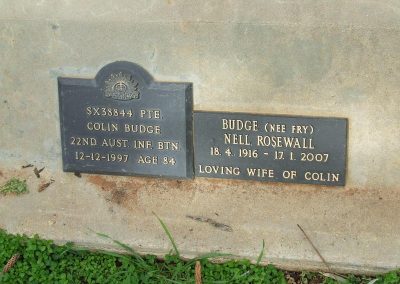 SX38844 PTE.
COLIN BUDGE
22ND AUST. INF. BTN.
12-12-1997 AGE 84
BUDGE (NEE FRY)
NELL ROSEWALL
18. 4. 1916 - 17. 1. 2007
LOVING WIFE OF COLIN